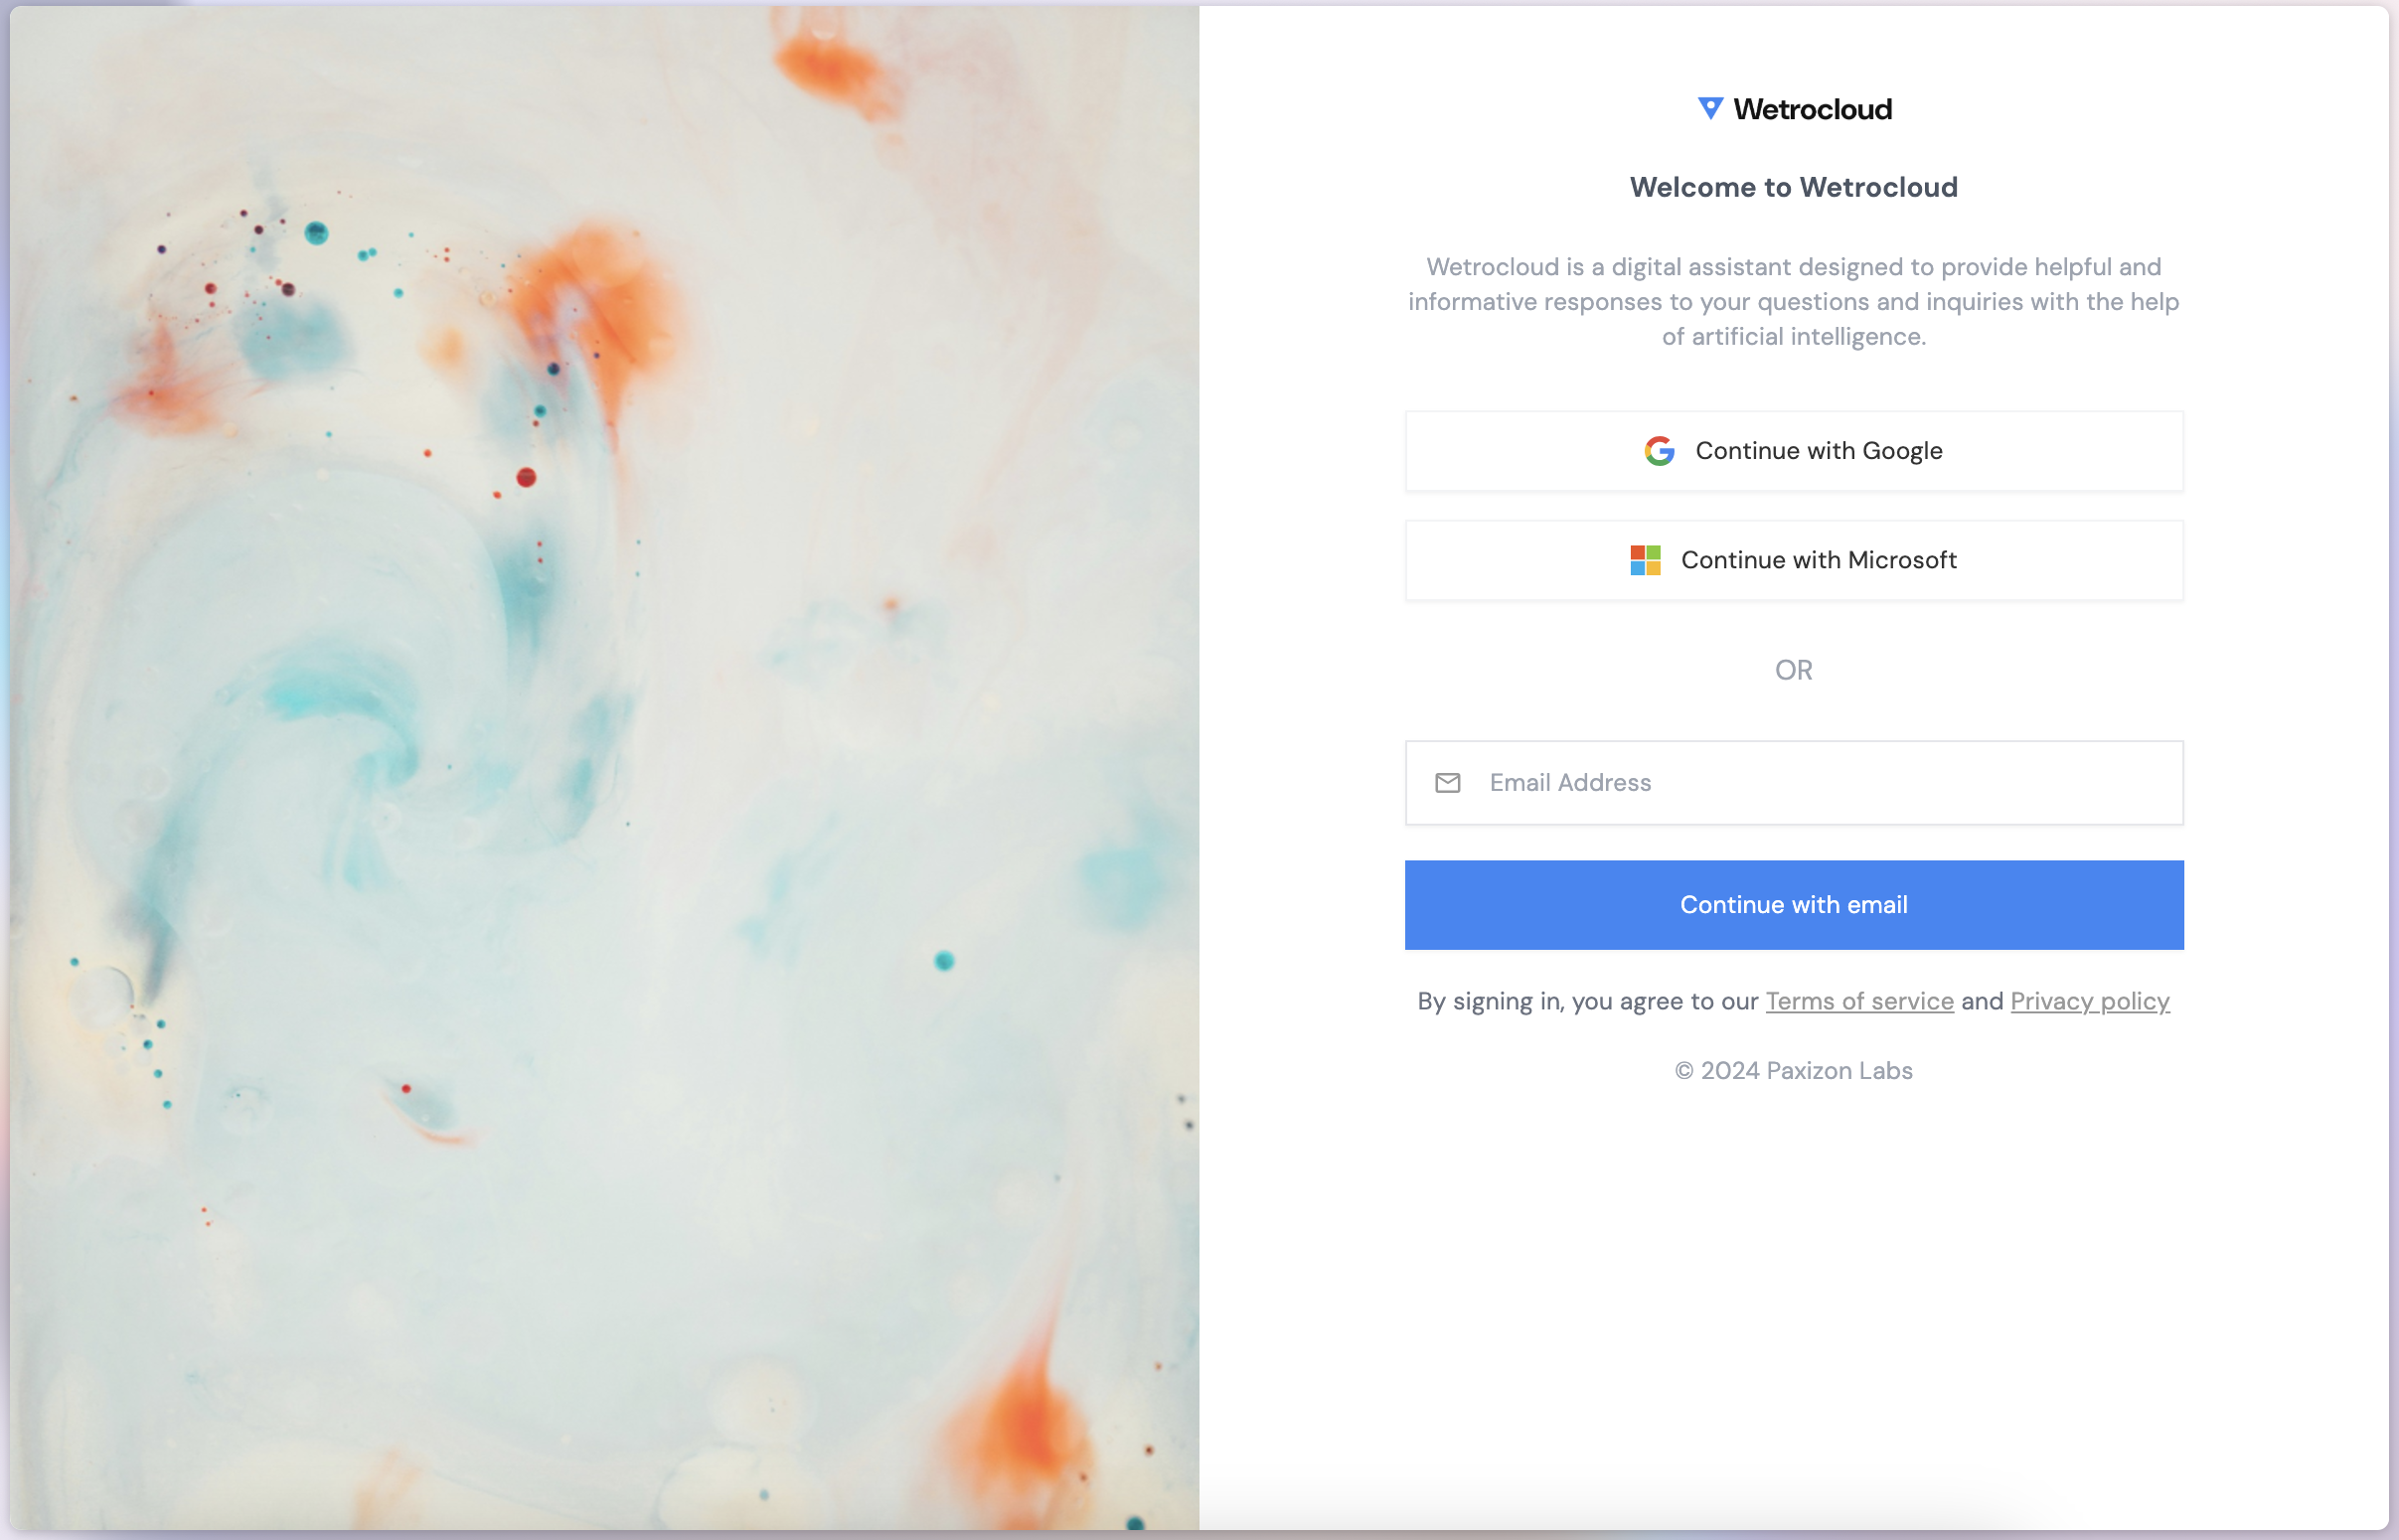 Wetrocloud
Welcome to Wetrocloud
Wetrocloud is a digital assistant designed to provide helpful and
informative responses to your questions and inquiries with the help
of artificial intelligence.
Continue with Google
Continue with Microsoft
OR
Email Address
Continue with email
By signing in, you agree to our Terms of service and Privacy policy
© 2024 Paxizon Labs